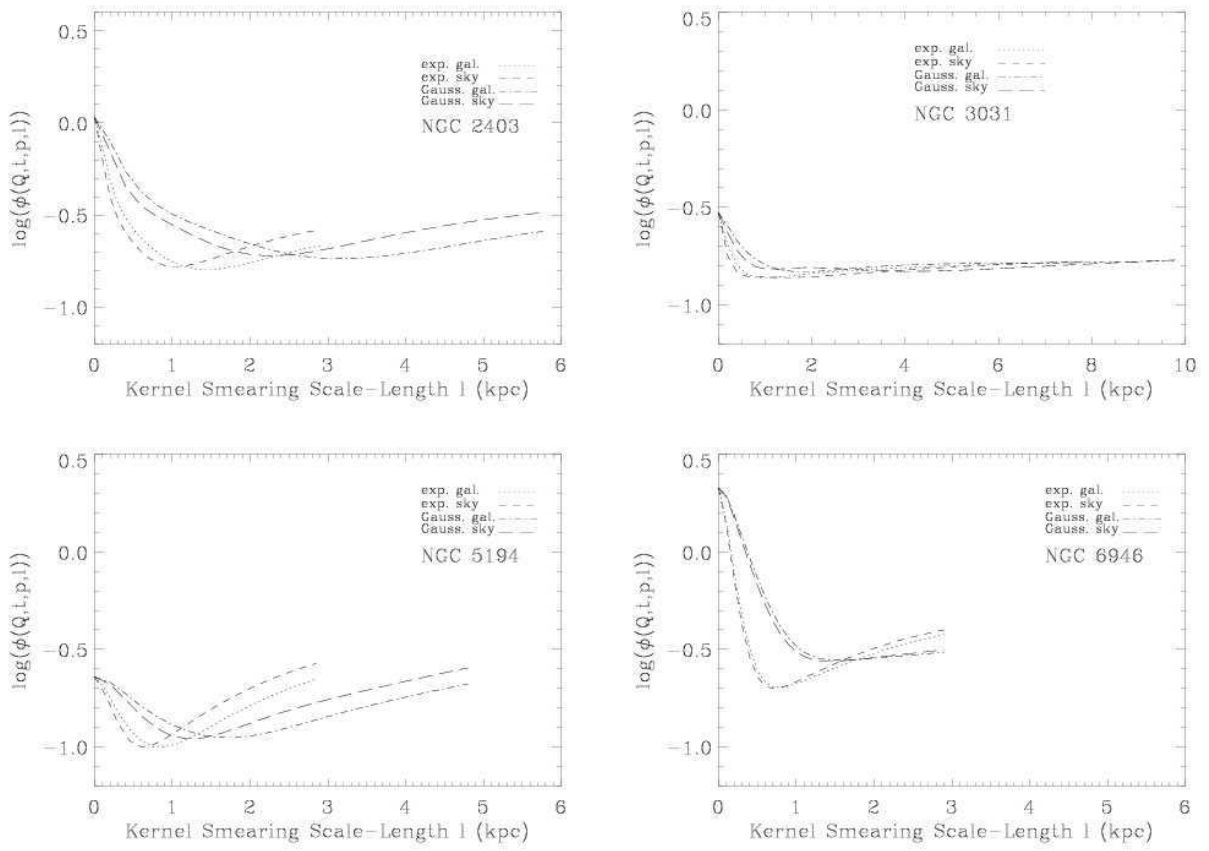 0.5
0.0
−0.5
−1.0
log(ϕ(Q,t,p,l))
exp. gal.
exp. sky
Gauss. gal.
Gauss. sky
NGC 2403
0 1 2 3 4 5 6
Kernel Smearing Scale-Length l (kpc)
0.5
0.0
−0.5
−1.0
log(ϕ(Q,t,p,l))
exp. gal.
exp. sky
Gauss. gal.
Gauss. sky
NGC 3031
0 2 4 6 8 10
Kernel Smearing Scale-Length l (kpc)
0.5
0.0
−0.5
−1.0
log(ϕ(Q,t,p,l))
exp. gal.
exp. sky
Gauss. gal.
Gauss. sky
NGC 5194
0 1 2 3 4 5 6
Kernel Smearing Scale-Length l (kpc)
0.5
0.0
−0.5
−1.0
log(ϕ(Q,t,p,l))
exp. gal.
exp. sky
Gauss. gal.
Gauss. sky
NGC 6946
0 1 2 3 4 5 6
Kernel Smearing Scale-Length l (kpc)